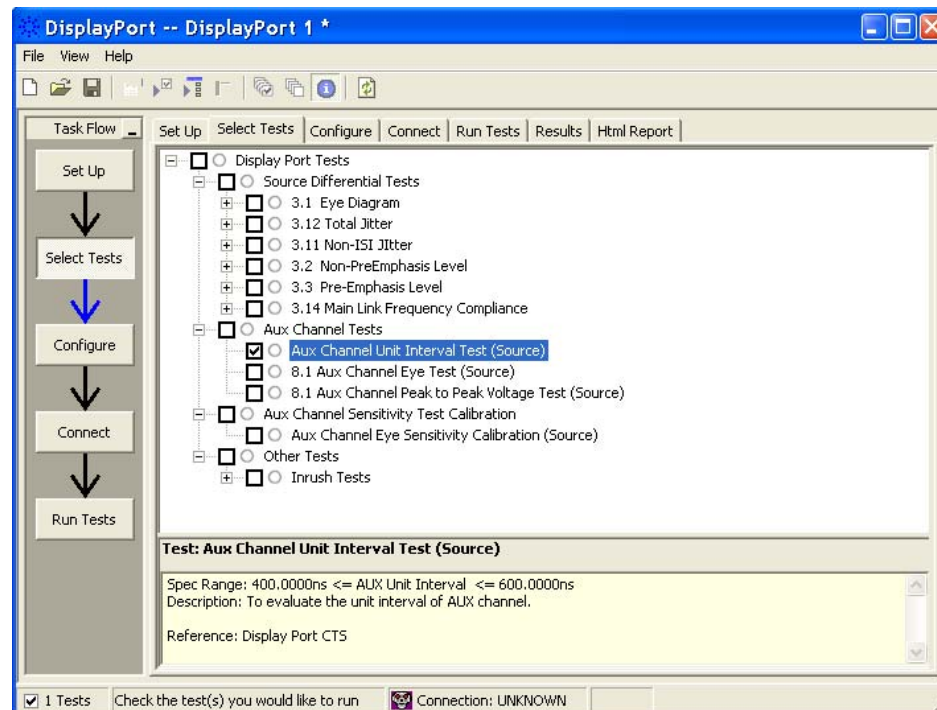 DisplayPort -- DisplayPort 1 *
File View Help
Task Flow
Set Up
Select Tests
Configure
Connect
Run Tests
Set Up Select Tests Configure Connect Run Tests Results Html Report
Display Port Tests
Source Differential Tests
3.1 Eye Diagram
3.12 Total Jitter
3.11 Non-ISI JItter
3.2 Non-PreEmphasis Level
3.3 Pre-Emphasis Level
3.14 Main Link Frequency Compliance
Aux Channel Tests
Aux Channel Unit Interval Test (Source)
8.1 Aux Channel Eye Test (Source)
8.1 Aux Channel Peak to Peak Voltage Test (Source)
Aux Channel Sensitivity Test Calibration
Aux Channel Eye Sensitivity Calibration (Source)
Other Tests
Inrush Tests
Test: Aux Channel Unit Interval Test (Source)
Spec Range: 400.0000ns <= AUX Unit Interval <= 600.0000ns
Description: To evaluate the unit interval of AUX channel.
Reference: Display Port CTS
1 Tests Check the test(s) you would like to run Connection: UNKNOWN